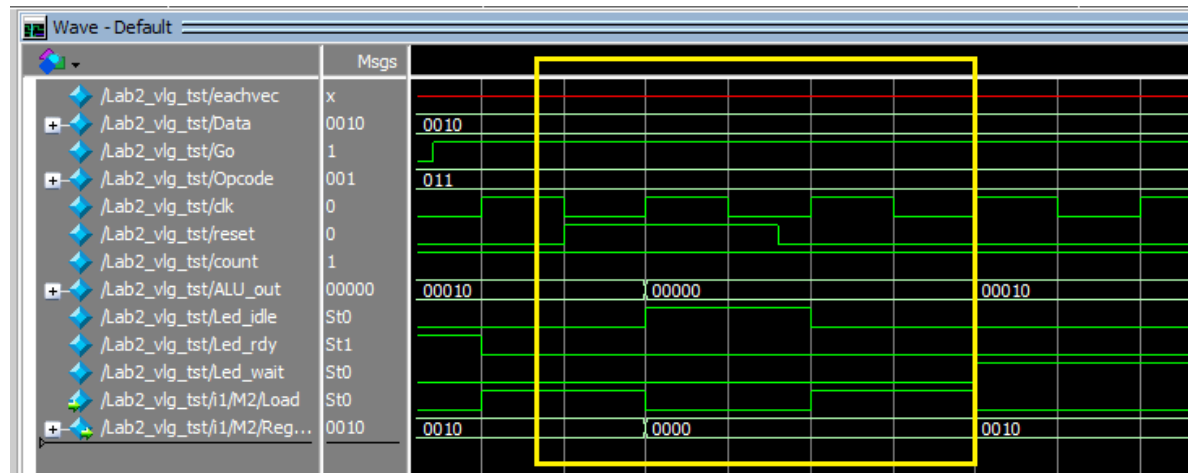 Wave - Default
Msgs
/Lab2_vlg_tst/eachvec x
/Lab2_vlg_tst/Data 0010 0010
/Lab2_vlg_tst/Go 1
/Lab2_vlg_tst/Opcode 001 011
/Lab2_vlg_tst/clk 0
/Lab2_vlg_tst/reset 0
/Lab2_vlg_tst/count 1
/Lab2_vlg_tst/ALU_out 00000 00010 00000 00010
/Lab2_vlg_tst/Led_idle St0
/Lab2_vlg_tst/Led_rdy St1
/Lab2_vlg_tst/Led_wait St0
/Lab2_vlg_tst/i1/M2/Load St0
/Lab2_vlg_tst/i1/M2/Reg... 0010 0010 0000 0010